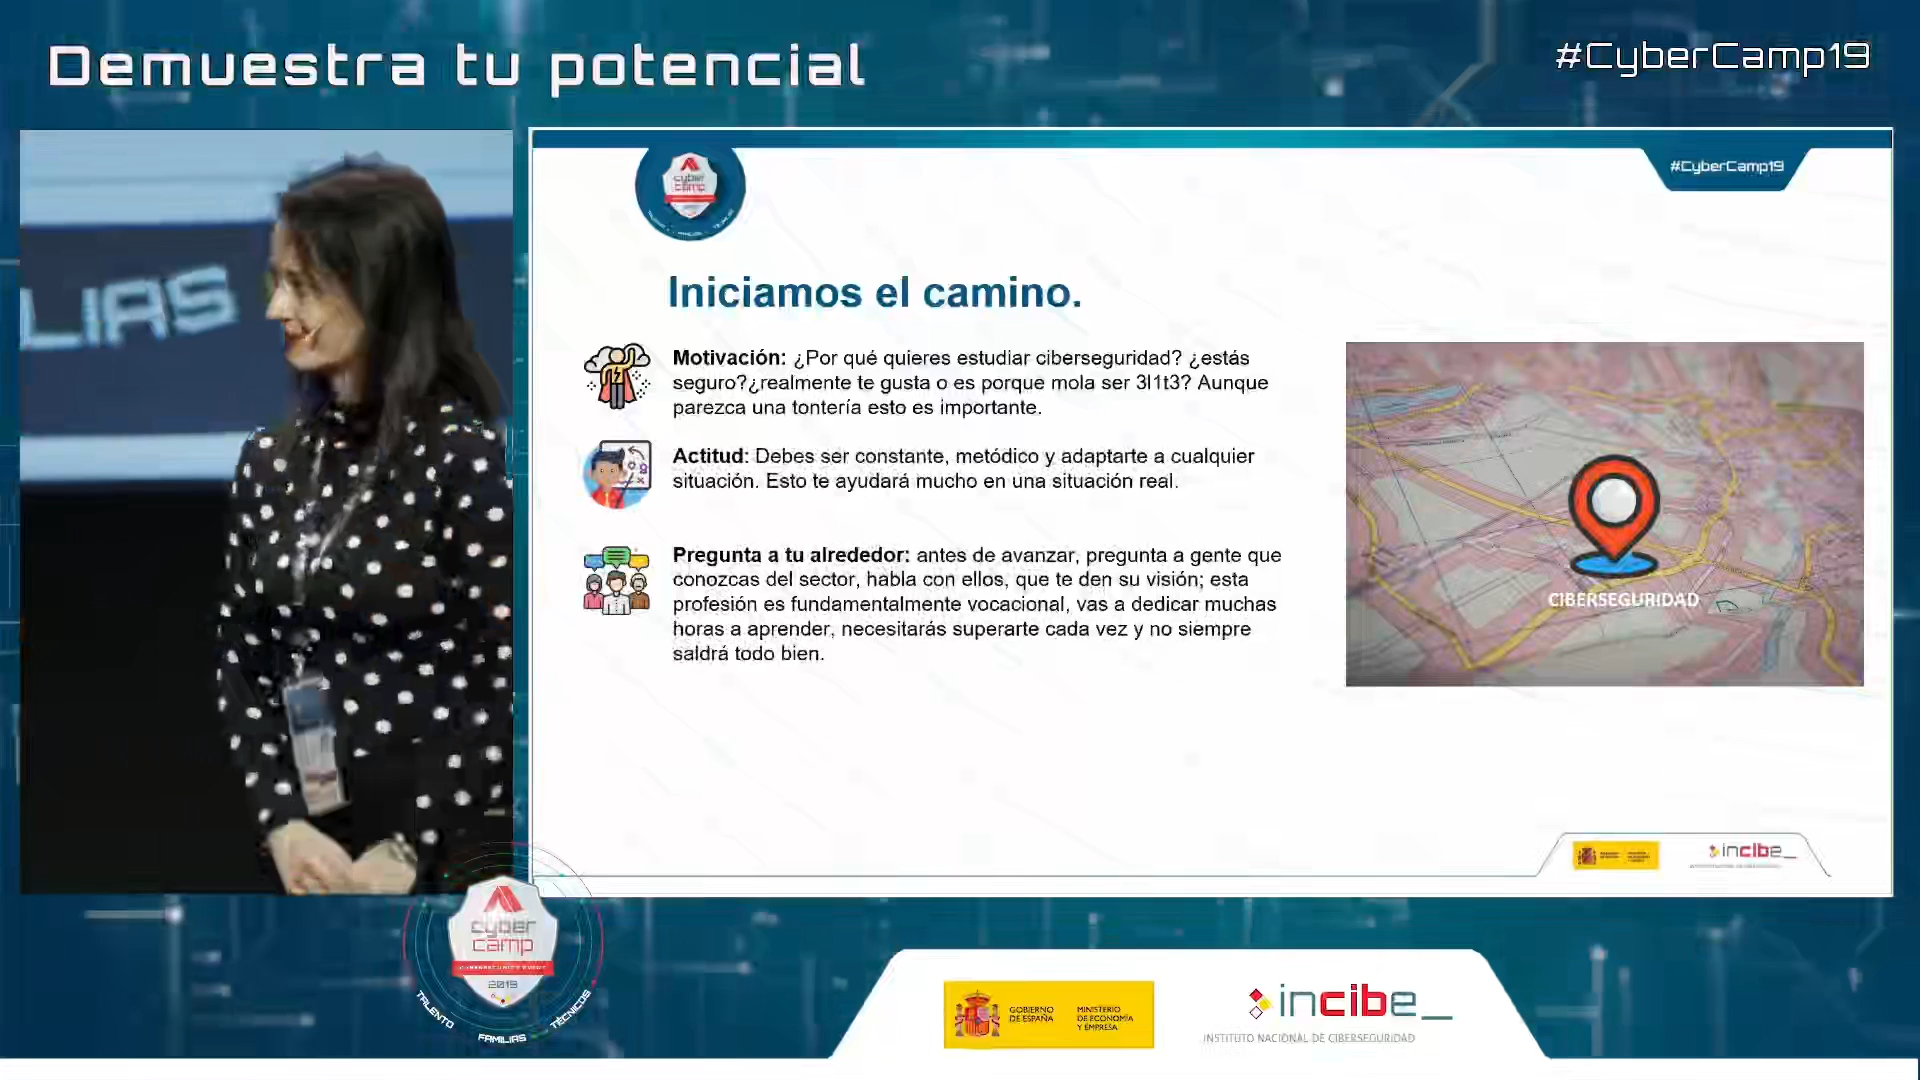 Demuestra tu potencial
#CyberCamp19
LIAS
cyber
camp
#CyberCamp19
Iniciamos el camino.
Motivación: ¿Por qué quieres estudiar ciberseguridad? ¿estás
seguro?¿realmente te gusta o es porque mola ser 3l1t3? Aunque
parezca una tontería esto es importante.
Actitud: Debes ser constante, metódico y adaptarte a cualquier
situación. Esto te ayudará mucho en una situación real.
Pregunta a tu alrededor: antes de avanzar, pregunta a gente que
conozcas del sector, habla con ellos, que te den su visión; esta
profesión es fundamentalmente vocacional, vas a dedicar muchas
horas a aprender, necesitarás superarte cada vez y no siempre
saldrá todo bien.
CIBERSEGURIDAD
incibe_
cyber
camp
2019
TALENTO
FAMILIAS
TÉCNICOS
GOBIERNO
DE ESPAÑA
MINISTERIO
DE ECONOMÍA
Y EMPRESA
incibe_
INSTITUTO NACIONAL DE CIBERSEGURIDAD